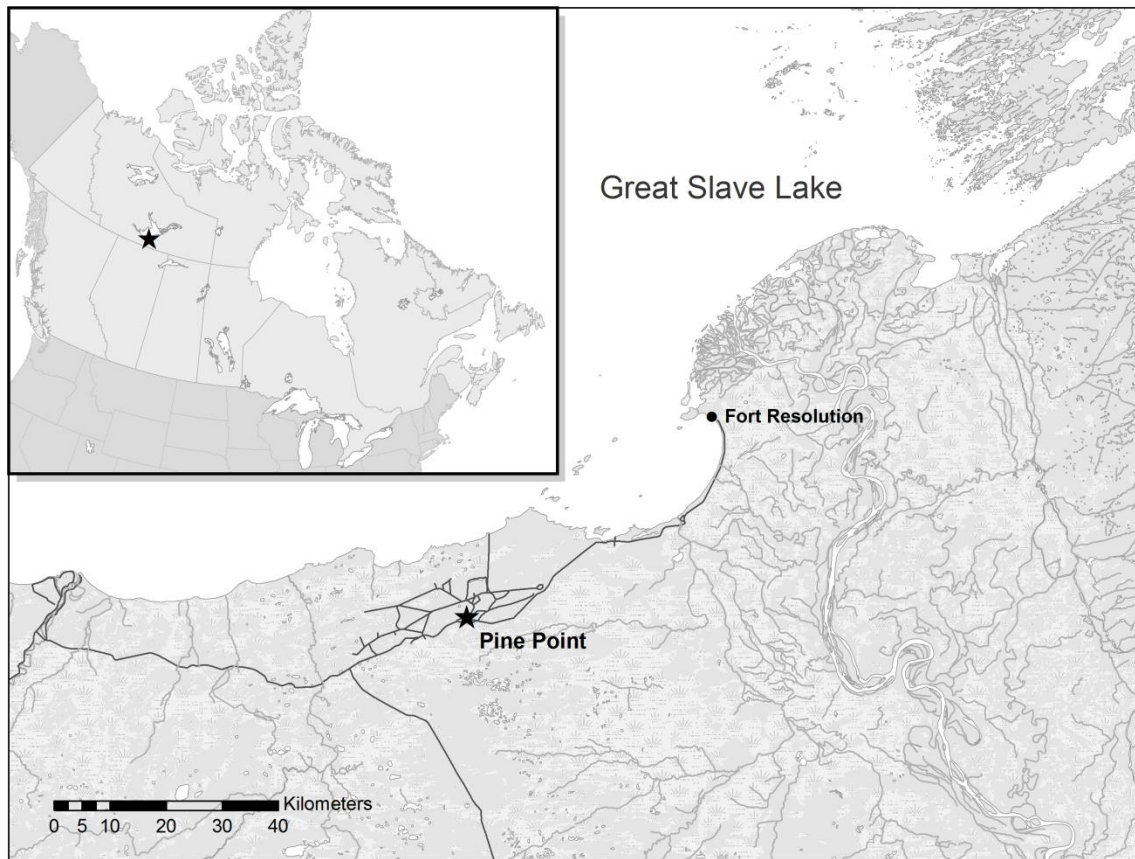 Great Slave Lake
Fort Resolution
Pine Point
Kilometers
0 5 10 20 30 40